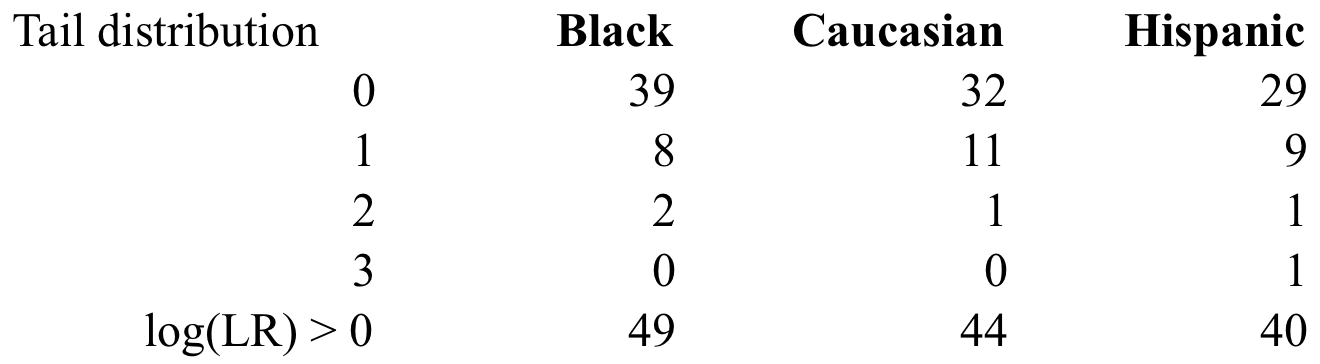 Tail distribution Black Caucasian Hispanic
0 39 32 29
1 8 11 9
2 2 1 1
3 0 0 1
log(LR) > 0 49 44 40